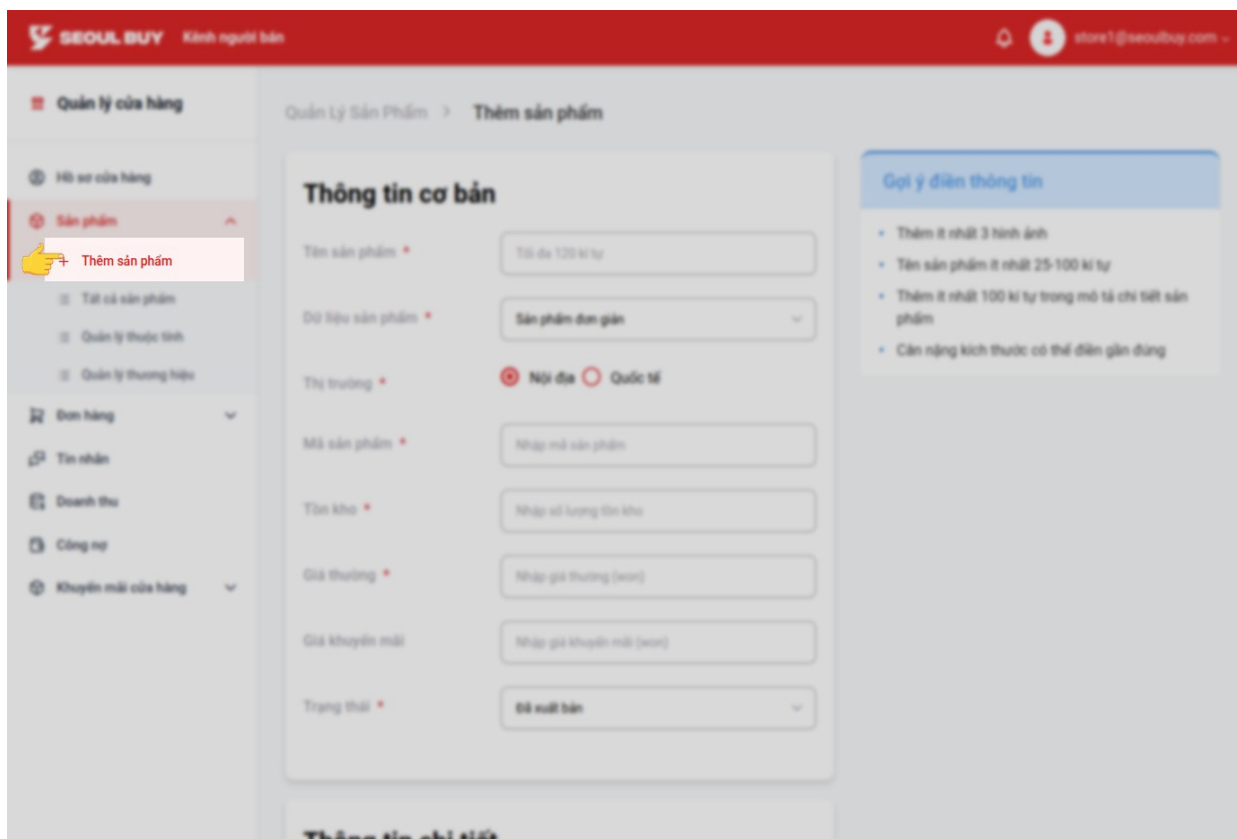 SEOUL BUY Kênh người bán
store1@seoulbuy.com
Quản lý cửa hàng
Quản Lý Sản Phẩm > Thêm sản phẩm
Hồ sơ cửa hàng
Sản phẩm
+ Thêm sản phẩm
Tất cả sản phẩm
Quản lý thuộc tính
Quản lý thương hiệu
Đơn hàng
Tin nhắn
Doanh thu
Công nợ
Khuyến mãi cửa hàng
Thông tin cơ bản
Tên sản phẩm *
Tối đa 120 kí tự
Dữ liệu sản phẩm *
Sản phẩm đơn giản
Thị trường *
Nội địa
Quốc tế
Mã sản phẩm *
Nhập mã sản phẩm
Tồn kho *
Nhập số lượng tồn kho
Giá thường *
Nhập giá thường (won)
Giá khuyến mãi
Nhập giá khuyến mãi (won)
Trạng thái *
Đã xuất bản
Thông tin chi tiết
Gợi ý điền thông tin
• Thêm ít nhất 3 hình ảnh
• Tên sản phẩm ít nhất 25-100 kí tự
• Thêm ít nhất 100 kí tự trong mô tả chi tiết sản
phẩm
• Cân nặng kích thước có thể điền gần đúng